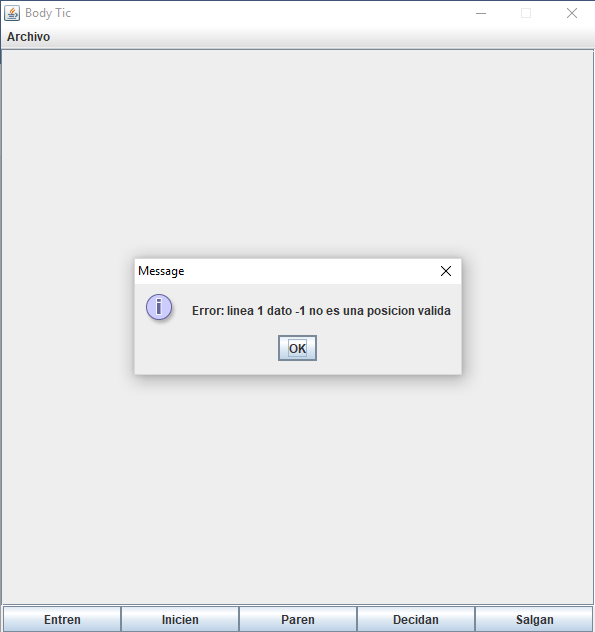 Body Tic
Archivo
Message
Error: linea 1 dato -1 no es una posicion valida
OK
Entren Inicien Paren Decidan Salgan